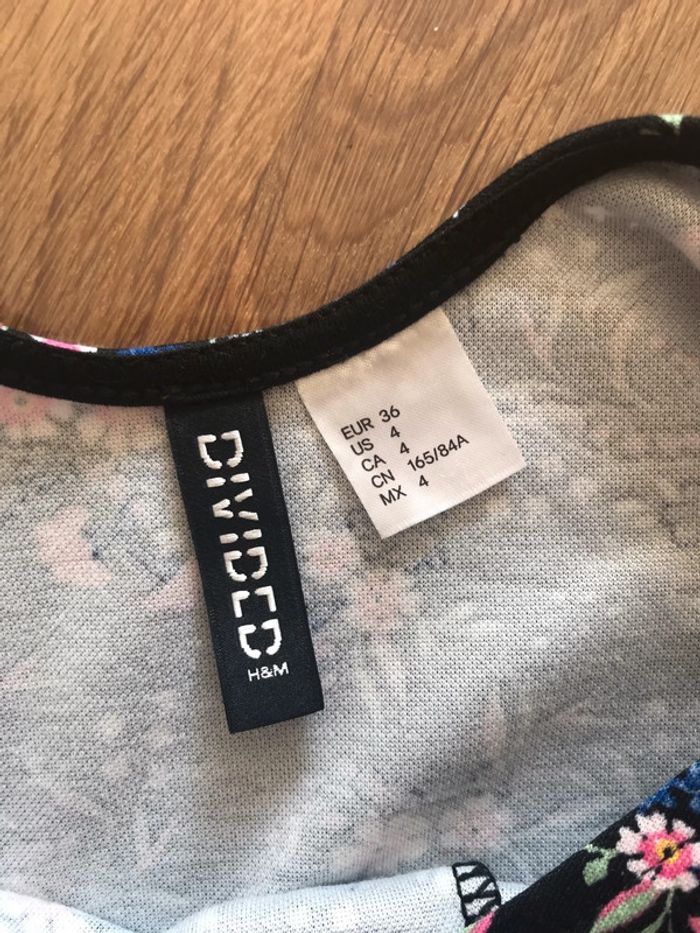 DIVIDED
H&M
EUR 36
US 4
CA 4
CN 165/84A
MX 4